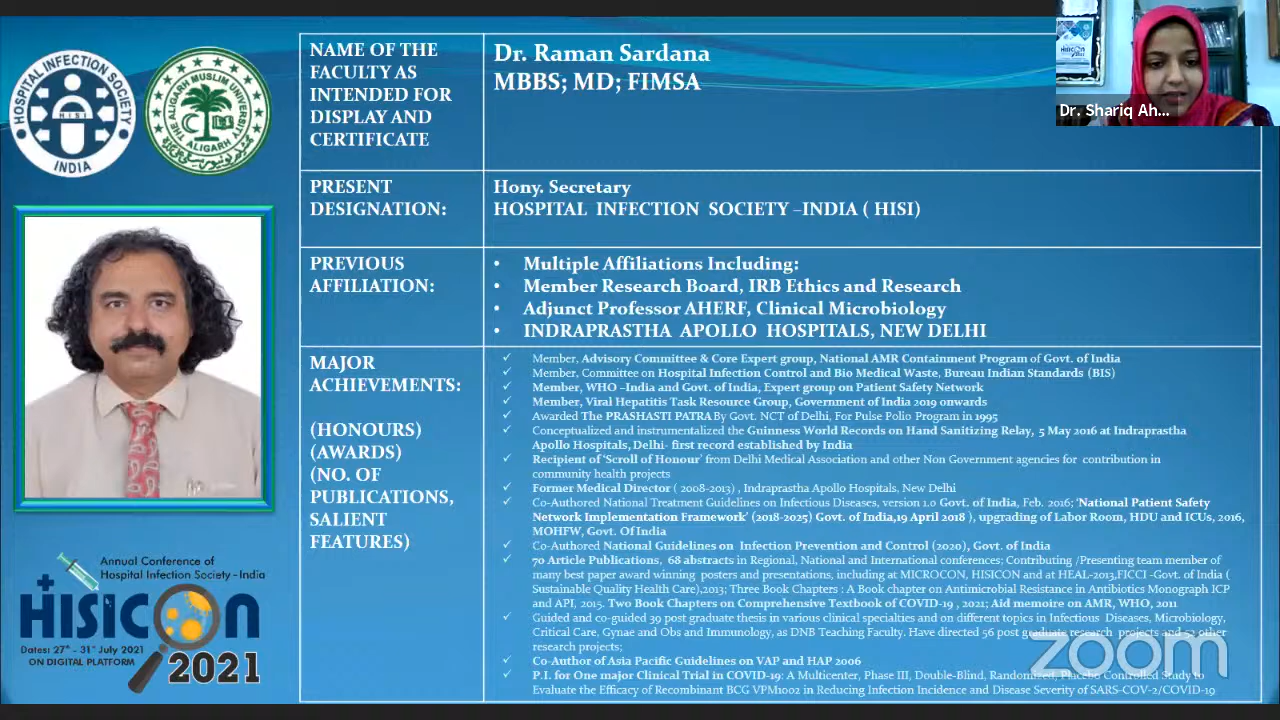 HOSPITAL INFECTION SOCIETY
H I S I
INDIA
THE ALIGARH MUSLIM UNIVERSITY
ALIGARH
NAME OF THE
FACULTY AS
INTENDED FOR
DISPLAY AND
CERTIFICATE
Dr. Raman Sardana
MBBS; MD; FIMSA
HISICON
Dr. Shariq Ah...
PRESENT
DESIGNATION:
Hony. Secretary
HOSPITAL INFECTION SOCIETY –INDIA ( HISI)
PREVIOUS
AFFILIATION:
• Multiple Affiliations Including:
• Member Research Board, IRB Ethics and Research
• Adjunct Professor AHERF, Clinical Microbiology
• INDRAPRASTHA APOLLO HOSPITALS, NEW DELHI
MAJOR
ACHIEVEMENTS:
(HONOURS)
(AWARDS)
(NO. OF
PUBLICATIONS,
SALIENT
FEATURES)
✓ Member, Advisory Committee & Core Expert group, National AMR Containment Program of Govt. of India
✓ Member, Committee on Hospital Infection Control and Bio Medical Waste, Bureau Indian Standards (BIS)
✓ Member, WHO –India and Govt. of India, Expert group on Patient Safety Network
✓ Member, Viral Hepatitis Task Resource Group, Government of India 2019 onwards
✓ Awarded The PRASHASTI PATRA By Govt. NCT of Delhi, For Pulse Polio Program in 1995
✓ Conceptualized and instrumentalized the Guinness World Records on Hand Sanitizing Relay, 5 May 2016 at Indraprastha
Apollo Hospitals, Delhi- first record established by India
✓ Recipient of 'Scroll of Honour' from Delhi Medical Association and other Non Government agencies for contribution in
community health projects
✓ Former Medical Director ( 2008-2013) , Indraprastha Apollo Hospitals, New Delhi
✓ Co-Authored National Treatment Guidelines on Infectious Diseases, version 1.0 Govt. of India, Feb. 2016; 'National Patient Safety
Network Implementation Framework' (2018-2025) Govt. of India,19 April 2018 ), upgrading of Labor Room, HDU and ICUs, 2016,
MOHFW, Govt. Of India
✓ Co-Authored National Guidelines on Infection Prevention and Control (2020), Govt. of India
✓ 70 Article Publications, 68 abstracts in Regional, National and International conferences; Contributing /Presenting team member of
many best paper award winning posters and presentations, including at MICROCON, HISICON and at HEAL-2013,FICCI -Govt. of India (
Sustainable Quality Health Care),2013; Three Book Chapters : A Book chapter on Antimicrobial Resistance in Antibiotics Monograph ICP
and API, 2015. Two Book Chapters on Comprehensive Textbook of COVID-19 , 2021; Aid memoire on AMR, WHO, 2011
✓ Guided and co-guided 39 post graduate thesis in various clinical specialties and on different topics in Infectious Diseases, Microbiology,
Critical Care, Gynae and Obs and Immunology, as DNB Teaching Faculty. Have directed 56 post graduate research projects and 52 other
research projects;
✓ Co-Author of Asia Pacific Guidelines on VAP and HAP 2006
✓ P.I. for One major Clinical Trial in COVID-19: A Multicenter, Phase III, Double-Blind, Randomized, Placebo Controlled Study to
Evaluate the Efficacy of Recombinant BCG VPM1002 in Reducing Infection Incidence and Disease Severity of SARS-COV-2/COVID-19
Annual Conference of
Hospital Infection Society -India
HISICON
Dates: 27th - 31st July 2021
ON DIGITAL PLATFORM
2021
zoom